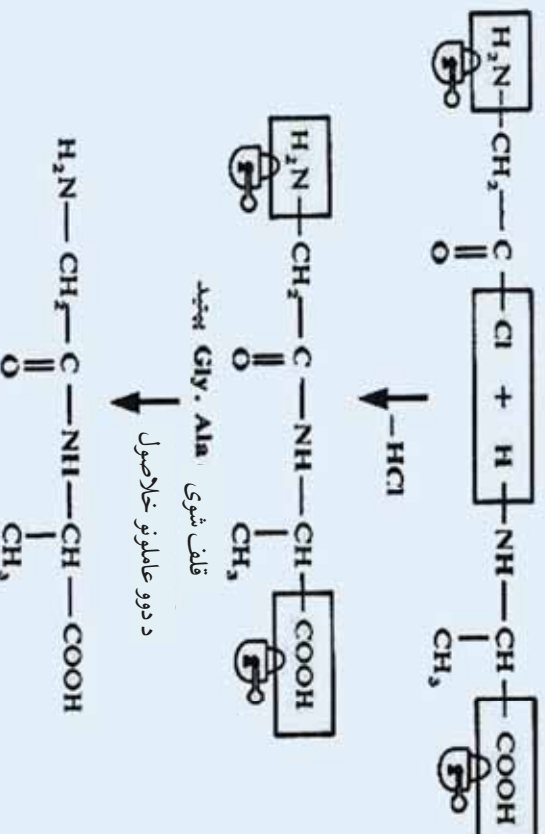 H₂N—CH₂—C—Cl + H—NH—CH—COOH
O
CH₃
–HCl
H₂N—CH₂—C—NH—CH—COOH
O
CH₃
قلف شوی Gly. Ala پپتید
د دوو عاملونو خلاصول
H₂N—CH₂—C—NH—CH—COOH
O
CH₃